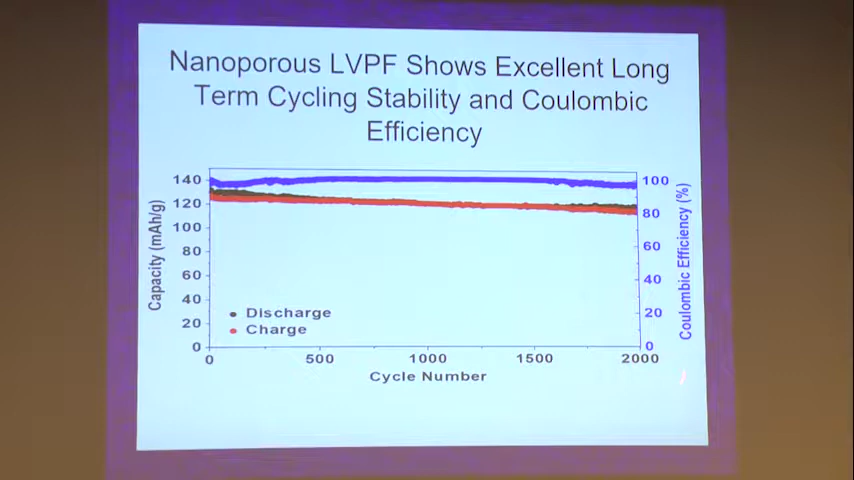 Nanoporous LVPF Shows Excellent Long
Term Cycling Stability and Coulombic
Efficiency
140
120
100
80
60
40
20
0
Capacity (mAh/g)
100
80
60
40
20
0
Coulombic Efficiency (%)
Discharge
Charge
0 500 1000 1500 2000
Cycle Number